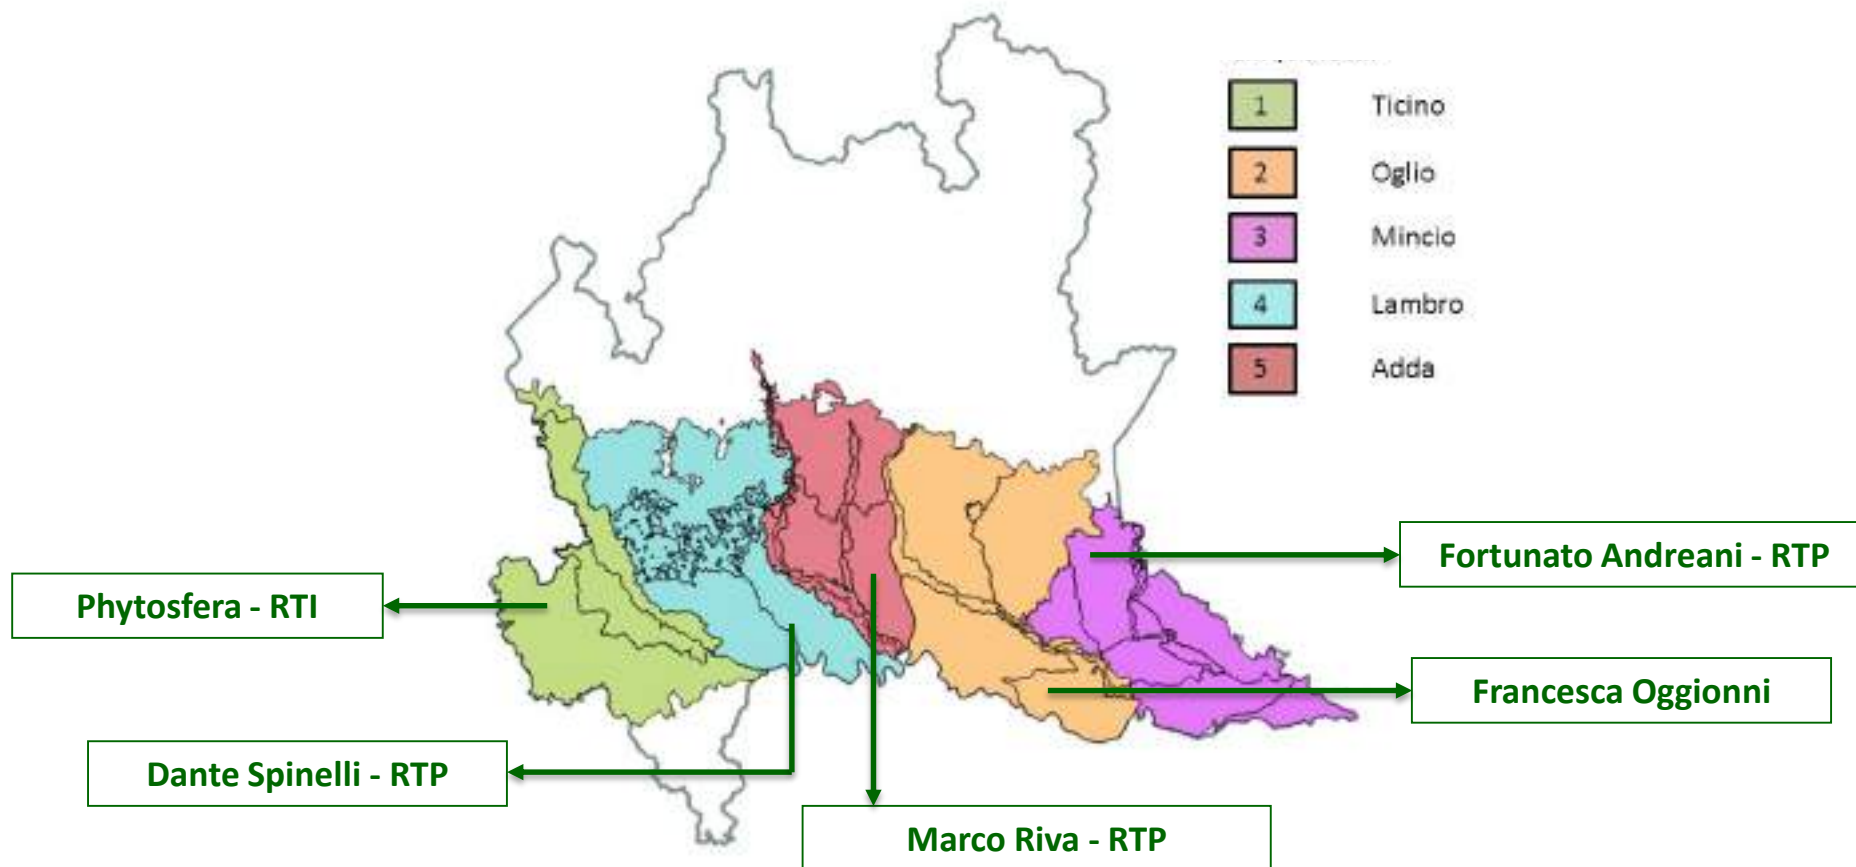 1 Ticino
2 Oglio
3 Mincio
4 Lambro
5 Adda
Fortunato Andreani - RTP
Phytosfera - RTI
Francesca Oggionni
Dante Spinelli - RTP
Marco Riva - RTP